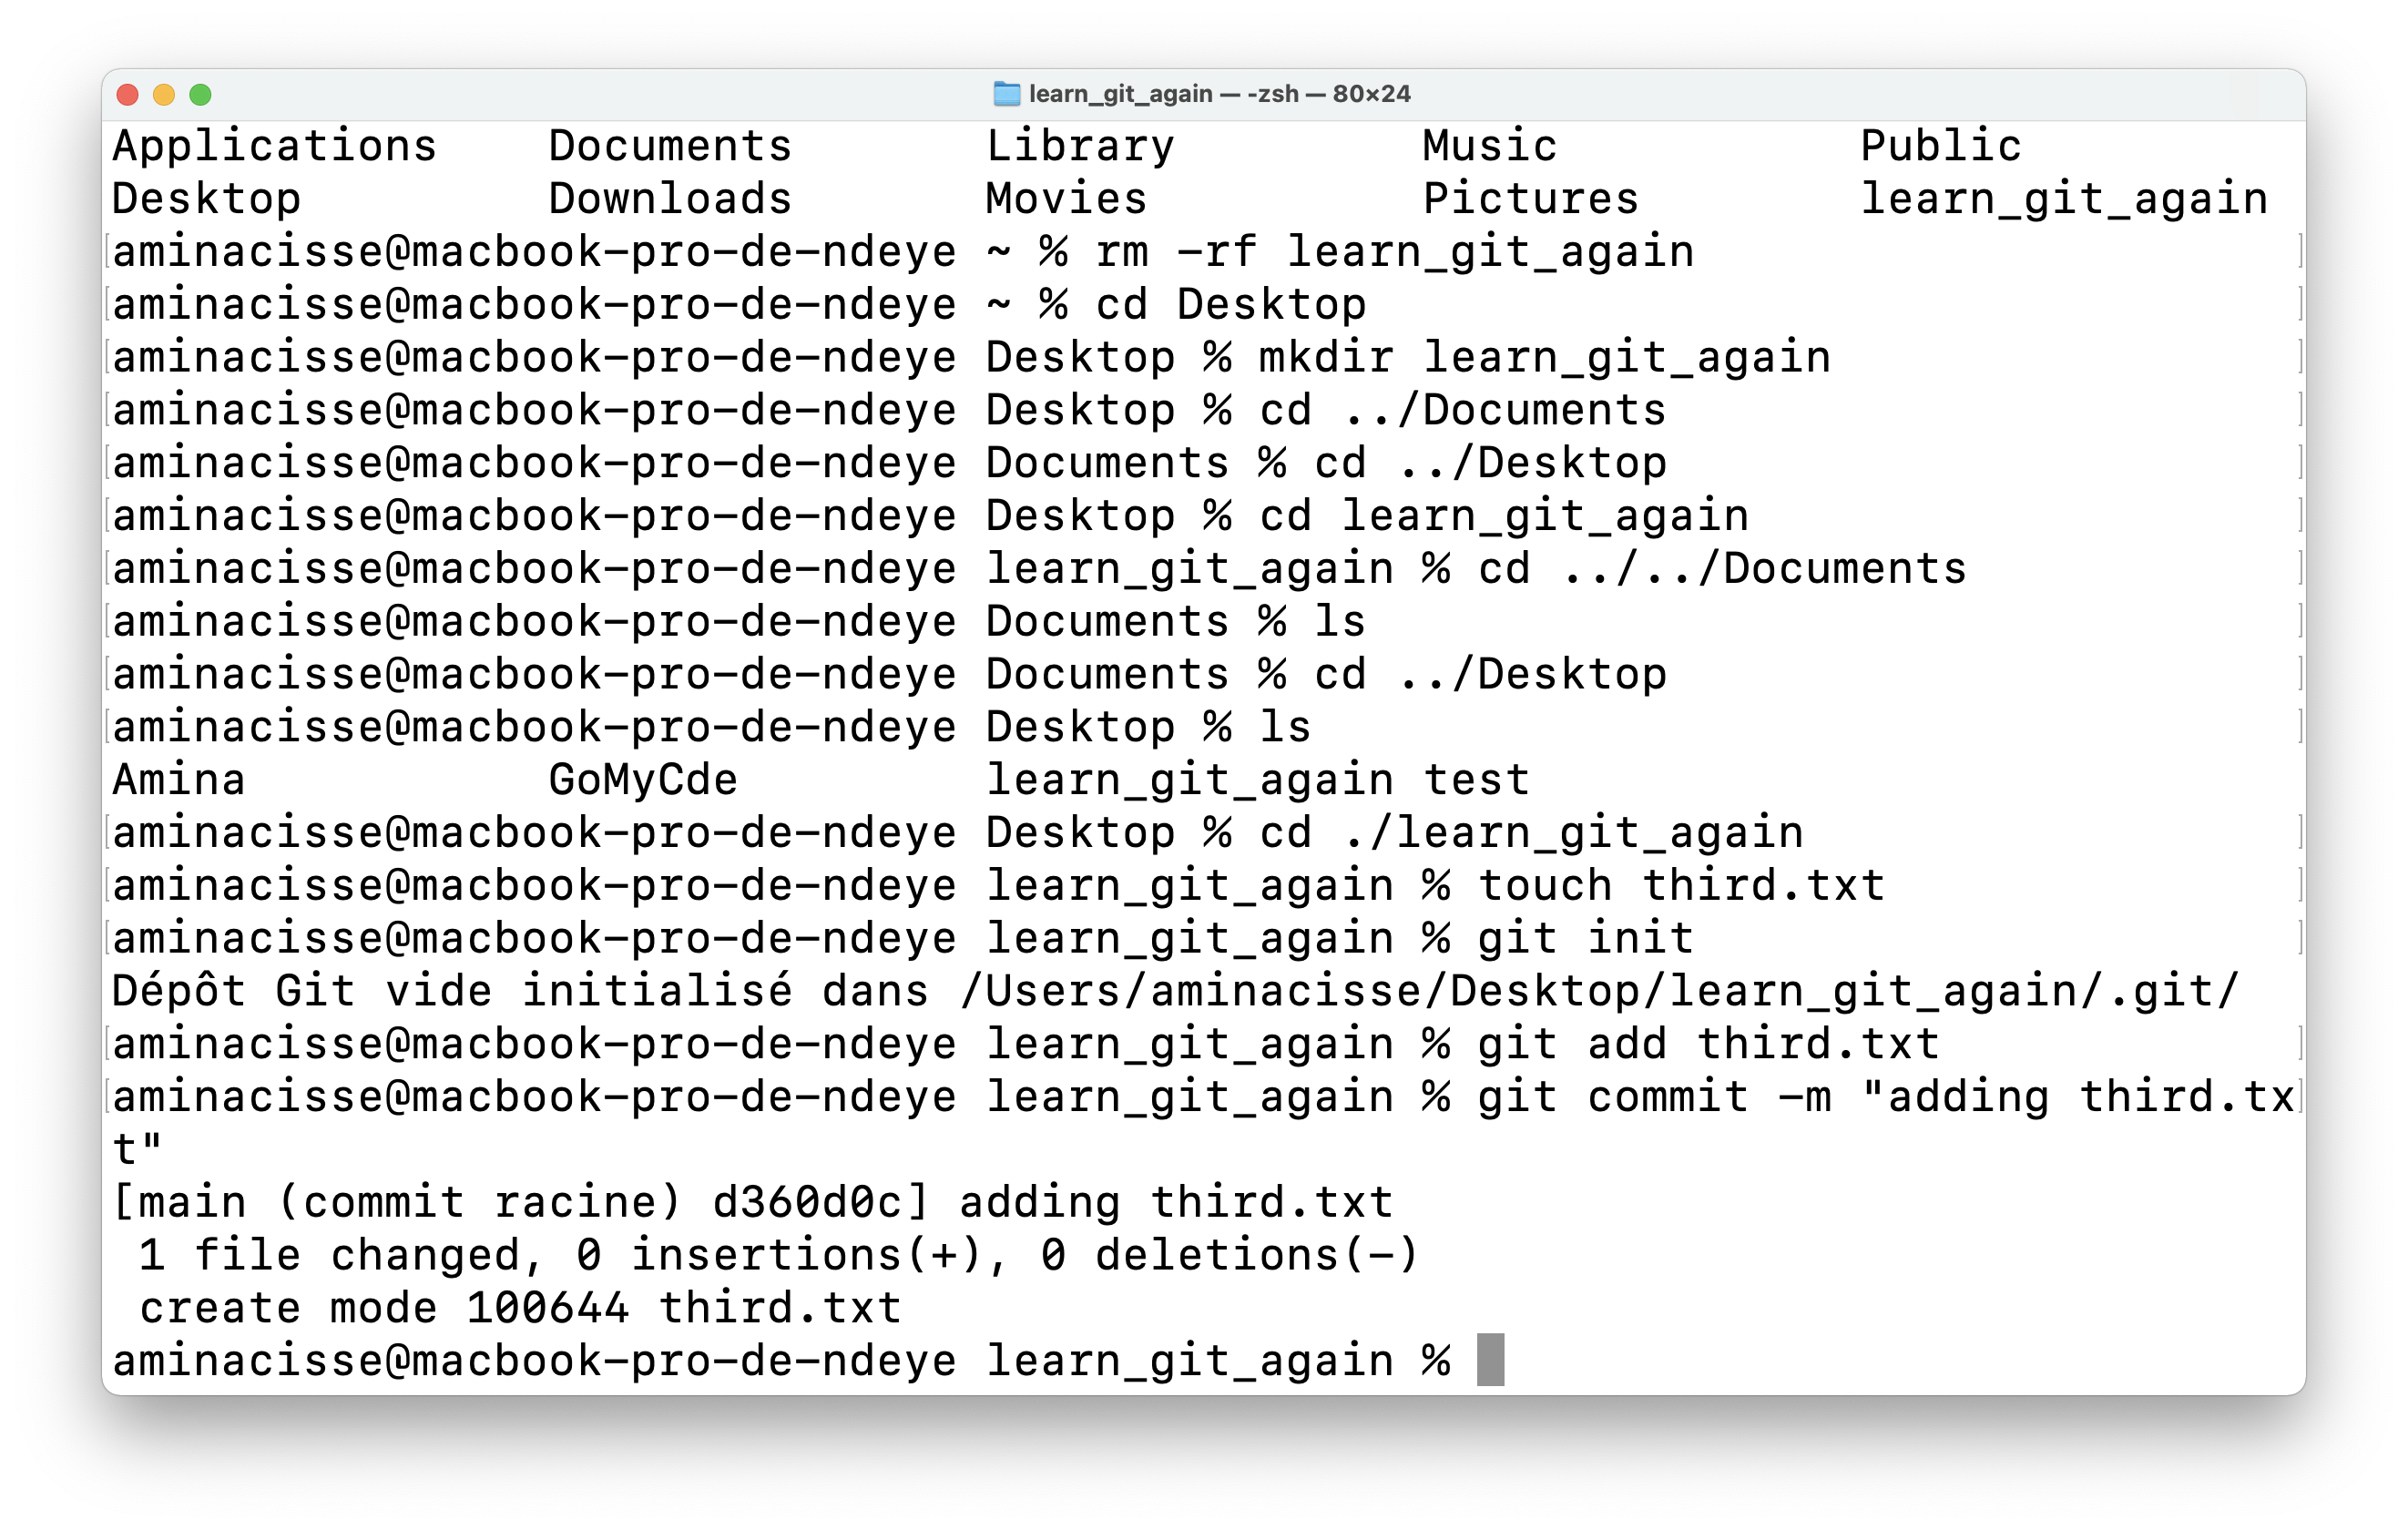 learn_git_again — -zsh — 80×24
Applications Documents Library Music Public
Desktop Downloads Movies Pictures learn_git_again
[aminacisse@macbook-pro-de-ndeye ~ % rm -rf learn_git_again ]
[aminacisse@macbook-pro-de-ndeye ~ % cd Desktop ]
[aminacisse@macbook-pro-de-ndeye Desktop % mkdir learn_git_again ]
[aminacisse@macbook-pro-de-ndeye Desktop % cd ../Documents ]
[aminacisse@macbook-pro-de-ndeye Documents % cd ../Desktop ]
[aminacisse@macbook-pro-de-ndeye Desktop % cd learn_git_again ]
[aminacisse@macbook-pro-de-ndeye learn_git_again % cd ../../Documents ]
[aminacisse@macbook-pro-de-ndeye Documents % ls ]
[aminacisse@macbook-pro-de-ndeye Documents % cd ../Desktop ]
[aminacisse@macbook-pro-de-ndeye Desktop % ls ]
Amina GoMyCde learn_git_again test
[aminacisse@macbook-pro-de-ndeye Desktop % cd ./learn_git_again ]
[aminacisse@macbook-pro-de-ndeye learn_git_again % touch third.txt ]
[aminacisse@macbook-pro-de-ndeye learn_git_again % git init ]
Dépôt Git vide initialisé dans /Users/aminacisse/Desktop/learn_git_again/.git/
[aminacisse@macbook-pro-de-ndeye learn_git_again % git add third.txt ]
[aminacisse@macbook-pro-de-ndeye learn_git_again % git commit -m "adding third.tx]
t"
[main (commit racine) d360d0c] adding third.txt
1 file changed, 0 insertions(+), 0 deletions(-)
create mode 100644 third.txt
aminacisse@macbook-pro-de-ndeye learn_git_again %